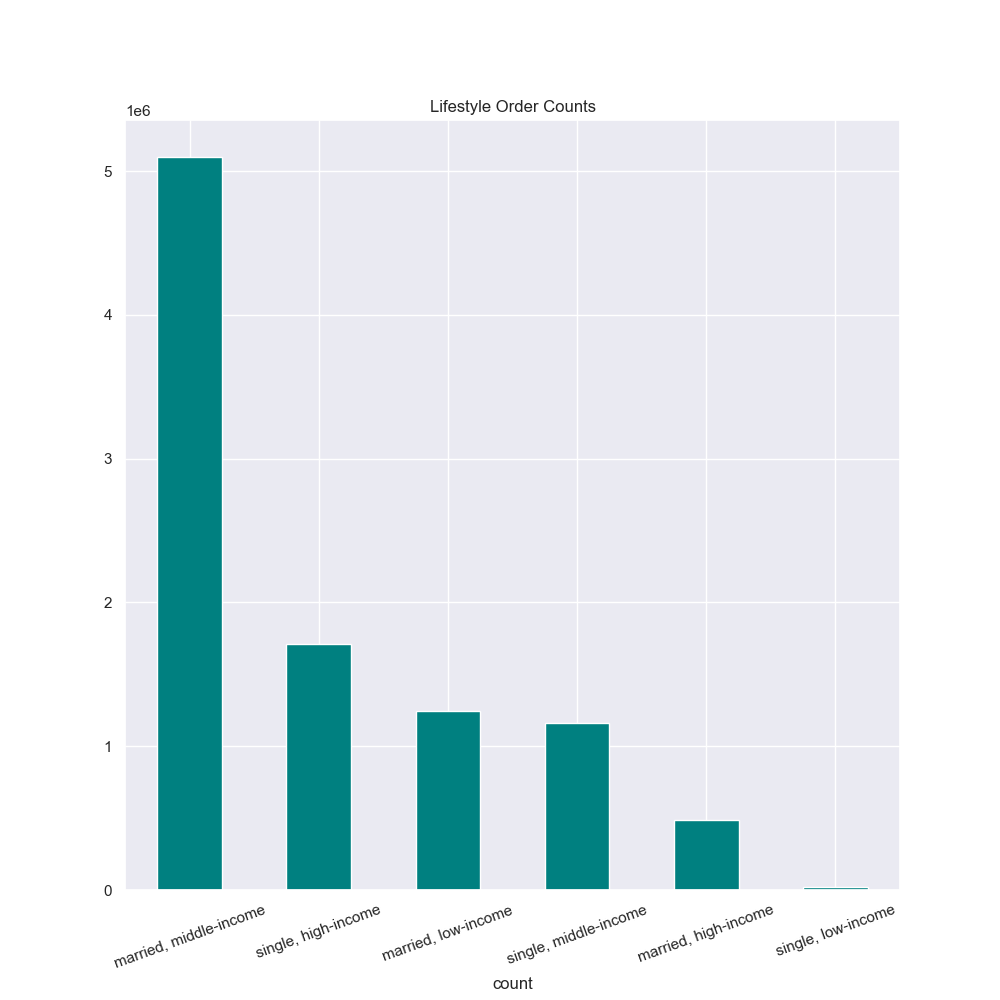 Lifestyle Order Counts
1e6
5
4
3
2
1
0
married, middle-income
single, high-income
married, low-income
single, middle-income
married, high-income
single, low-income
count